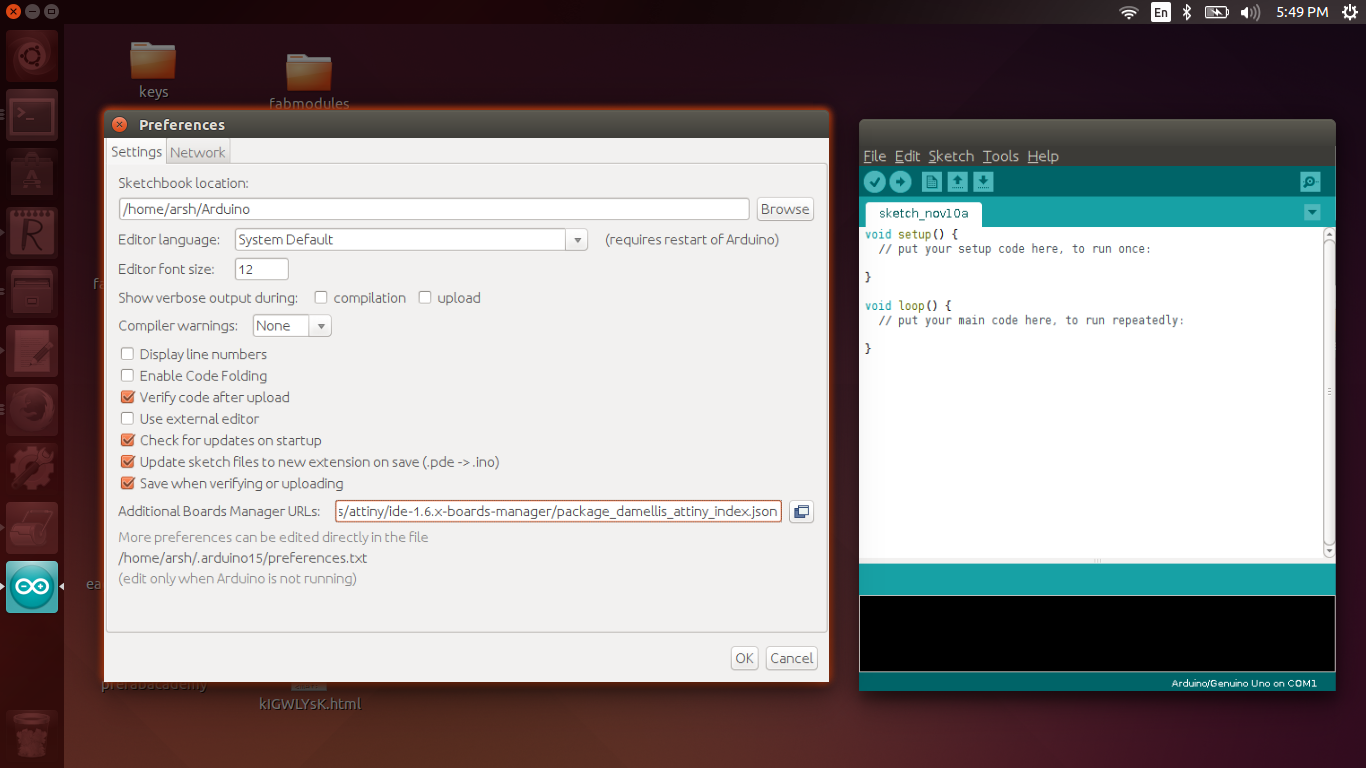 En
5:49 PM
keys
fabmodules
Preferences
Settings
Network
Sketchbook location:
/home/arsh/Arduino
Browse
Editor language:
System Default
(requires restart of Arduino)
Editor font size:
12
Show verbose output during:
compilation
upload
Compiler warnings:
None
Display line numbers
Enable Code Folding
Verify code after upload
Use external editor
Check for updates on startup
Update sketch files to new extension on save (.pde -> .ino)
Save when verifying or uploading
Additional Boards Manager URLs:
s/attiny/ide-1.6.x-boards-manager/package_damellis_attiny_index.json
More preferences can be edited directly in the file
/home/arsh/.arduino15/preferences.txt
(edit only when Arduino is not running)
OK
Cancel
File Edit Sketch Tools Help
sketch_nov10a
void setup() {
// put your setup code here, to run once:
}
void loop() {
// put your main code here, to run repeatedly:
}
Arduino/Genuino Uno on COM1
fa
ea
kIGWLYsK.html